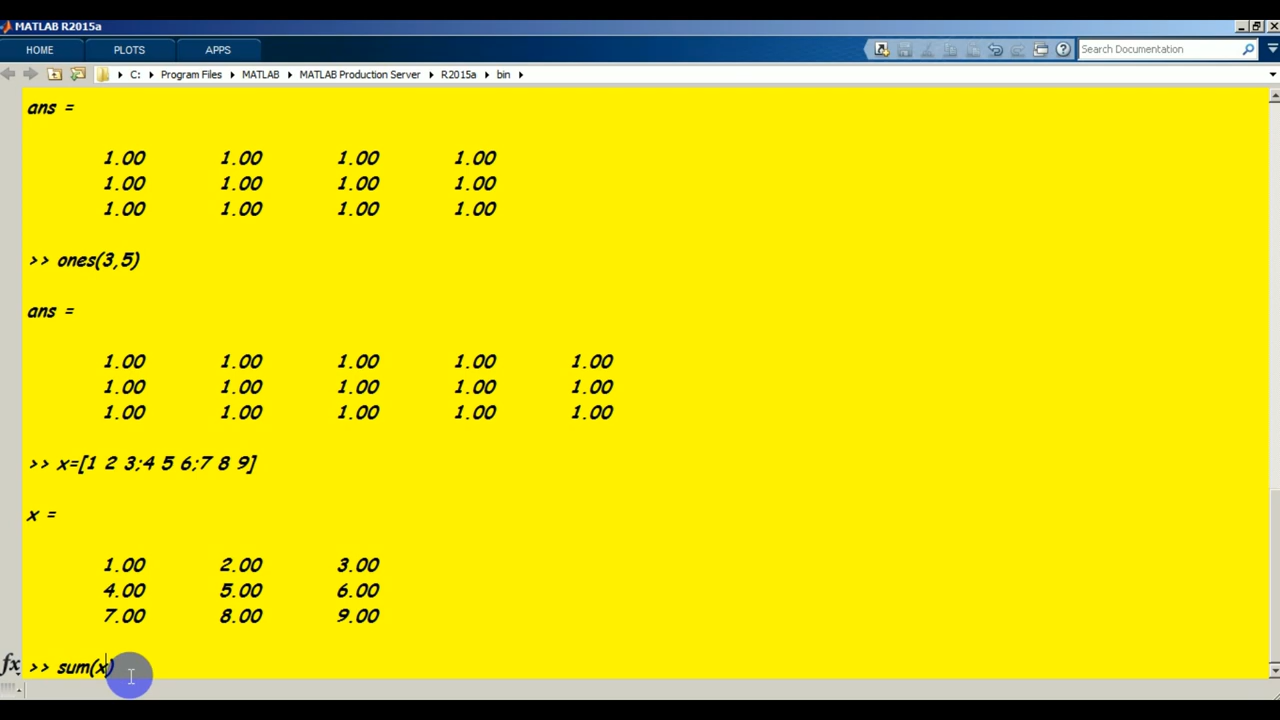 MATLAB R2015a
HOME PLOTS APPS Search Documentation
C: Program Files MATLAB MATLAB Production Server R2015a bin
ans =
1.00 1.00 1.00 1.00
1.00 1.00 1.00 1.00
1.00 1.00 1.00 1.00
>> ones(3,5)
ans =
1.00 1.00 1.00 1.00 1.00
1.00 1.00 1.00 1.00 1.00
1.00 1.00 1.00 1.00 1.00
>> x=[1 2 3;4 5 6;7 8 9]
x =
1.00 2.00 3.00
4.00 5.00 6.00
7.00 8.00 9.00
fx >> sum(x)